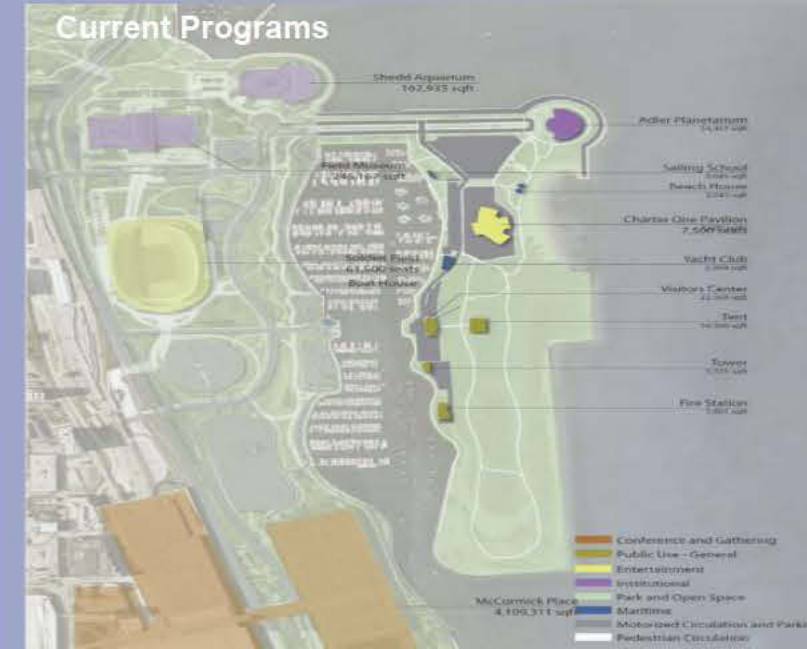 Current Programs
Shedd Aquarium
162,935 sqft
Adler Planetarium
Field Museum
Sailing School
Beach House
Charter One Pavilion
Soldier Field
61,500 seats
Boat House
Yacht Club
Visitors Center
Tent
Tower
Fire Station
Conference and Gathering
Public Use - General
Entertainment
Institutional
Park and Open Space
Maritime
Motorized Circulation and Parki
Pedestrian Circulation
McCormick Place
4,109,311 sqft